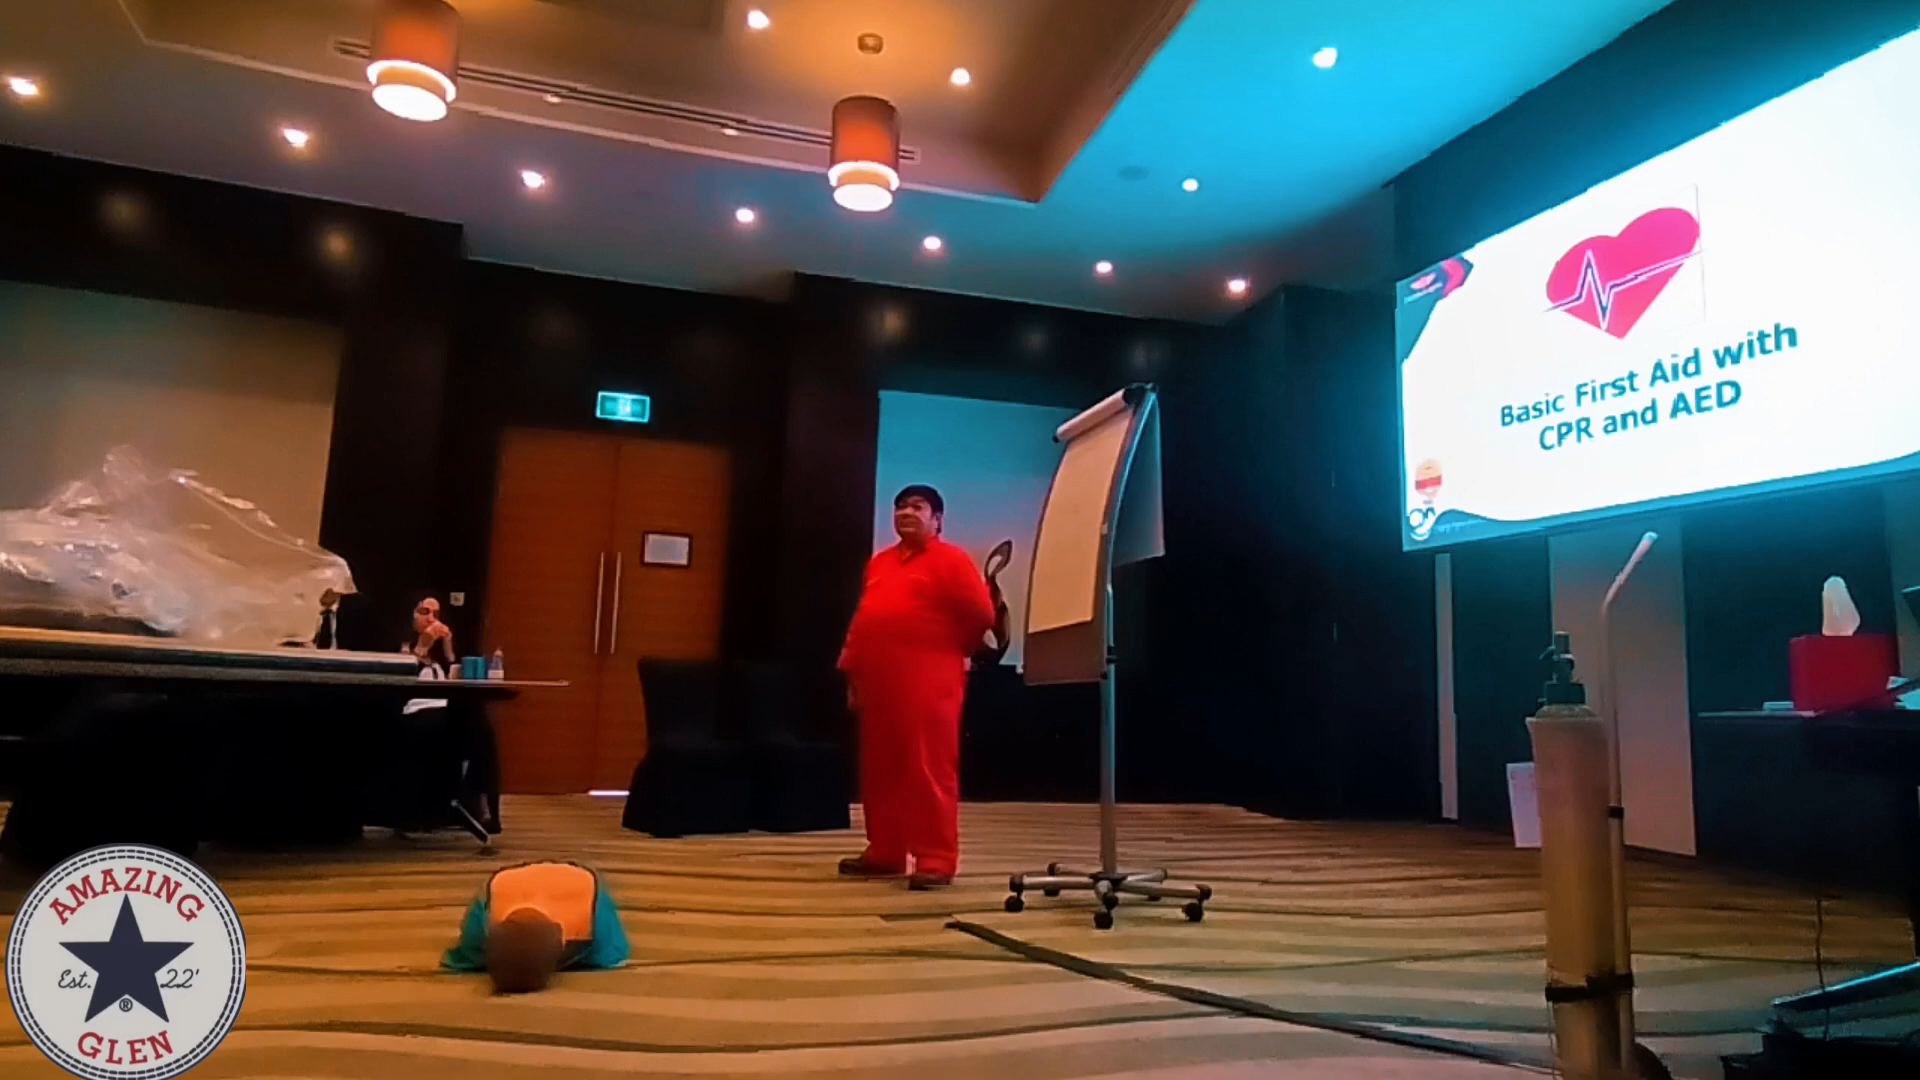 Basic First Aid with
CPR and AED
AMAZING
Est. 22'
®
GLEN